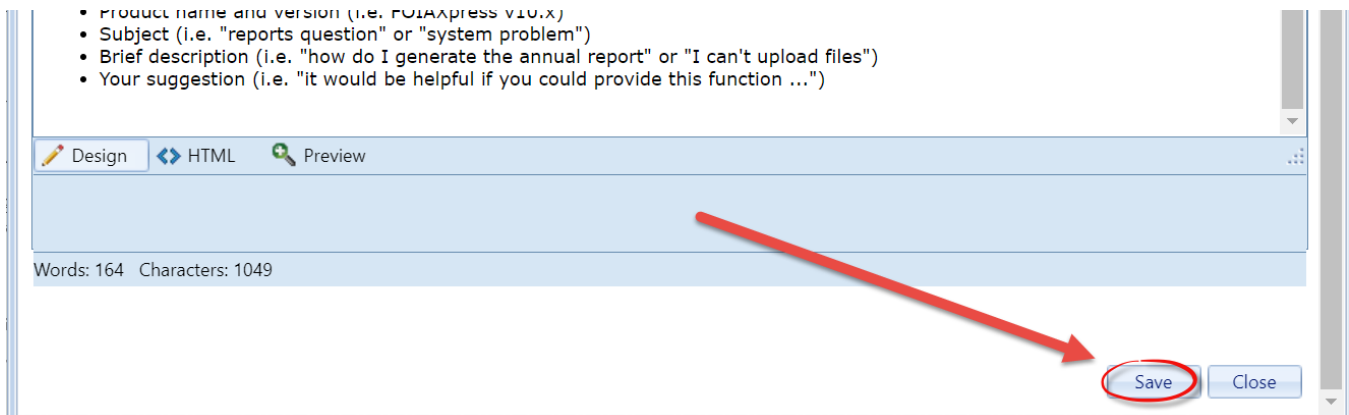 • Product name and version (i.e. FOIAXpress v10.x)
• Subject (i.e. "reports question" or "system problem")
• Brief description (i.e. "how do I generate the annual report" or "I can't upload files")
• Your suggestion (i.e. "it would be helpful if you could provide this function ...")
Design HTML Preview
Words: 164 Characters: 1049
Save Close